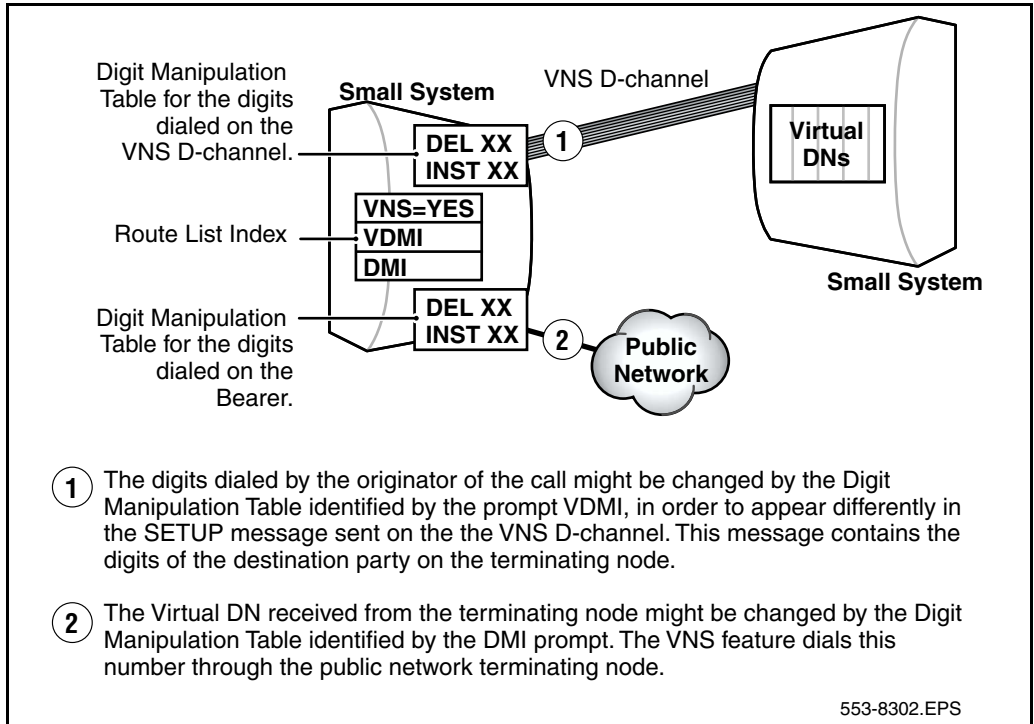 Digit Manipulation
Table for the digits
dialed on the
VNS D-channel.
Small System
VNS D-channel
DEL XX
INST XX
1
Virtual
DNs
VNS=YES
Route List Index
VDMI
DMI
Small System
Digit Manipulation
Table for the digits
dialed on the
Bearer.
DEL XX
INST XX
2
Public
Network
1 The digits dialed by the originator of the call might be changed by the Digit
Manipulation Table identified by the prompt VDMI, in order to appear differently in
the SETUP message sent on the the VNS D-channel. This message contains the
digits of the destination party on the terminating node.
2 The Virtual DN received from the terminating node might be changed by the Digit
Manipulation Table identified by the DMI prompt. The VNS feature dials this
number through the public network terminating node.
553-8302.EPS